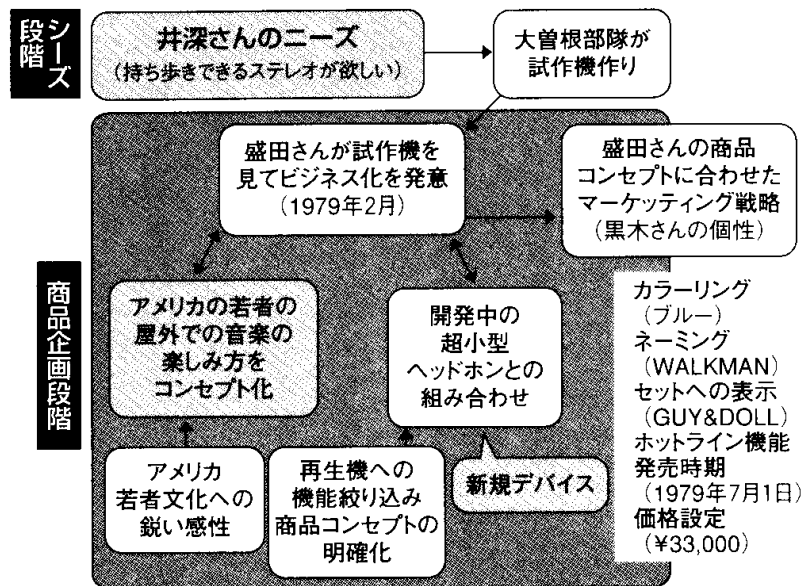 シーズ
段階
井深さんのニーズ
(持ち歩きできるステレオが欲しい)
大曽根部隊が
試作機作り
商品企画段階
盛田さんが試作機を
見てビジネス化を発意
(1979年2月)
盛田さんの商品
コンセプトに合わせた
マーケッティング戦略
(黒木さんの個性)
アメリカの若者の
屋外での音楽の
楽しみ方を
コンセプト化
開発中の
超小型
ヘッドホンとの
組み合わせ
カラーリング
(ブルー)
ネーミング
(WALKMAN)
セットへの表示
(GUY&DOLL)
ホットライン機能
発売時期
(1979年7月1日)
価格設定
(¥33,000)
アメリカ
若者文化への
鋭い感性
再生機への
機能絞り込み
商品コンセプトの
明確化
新規デバイス